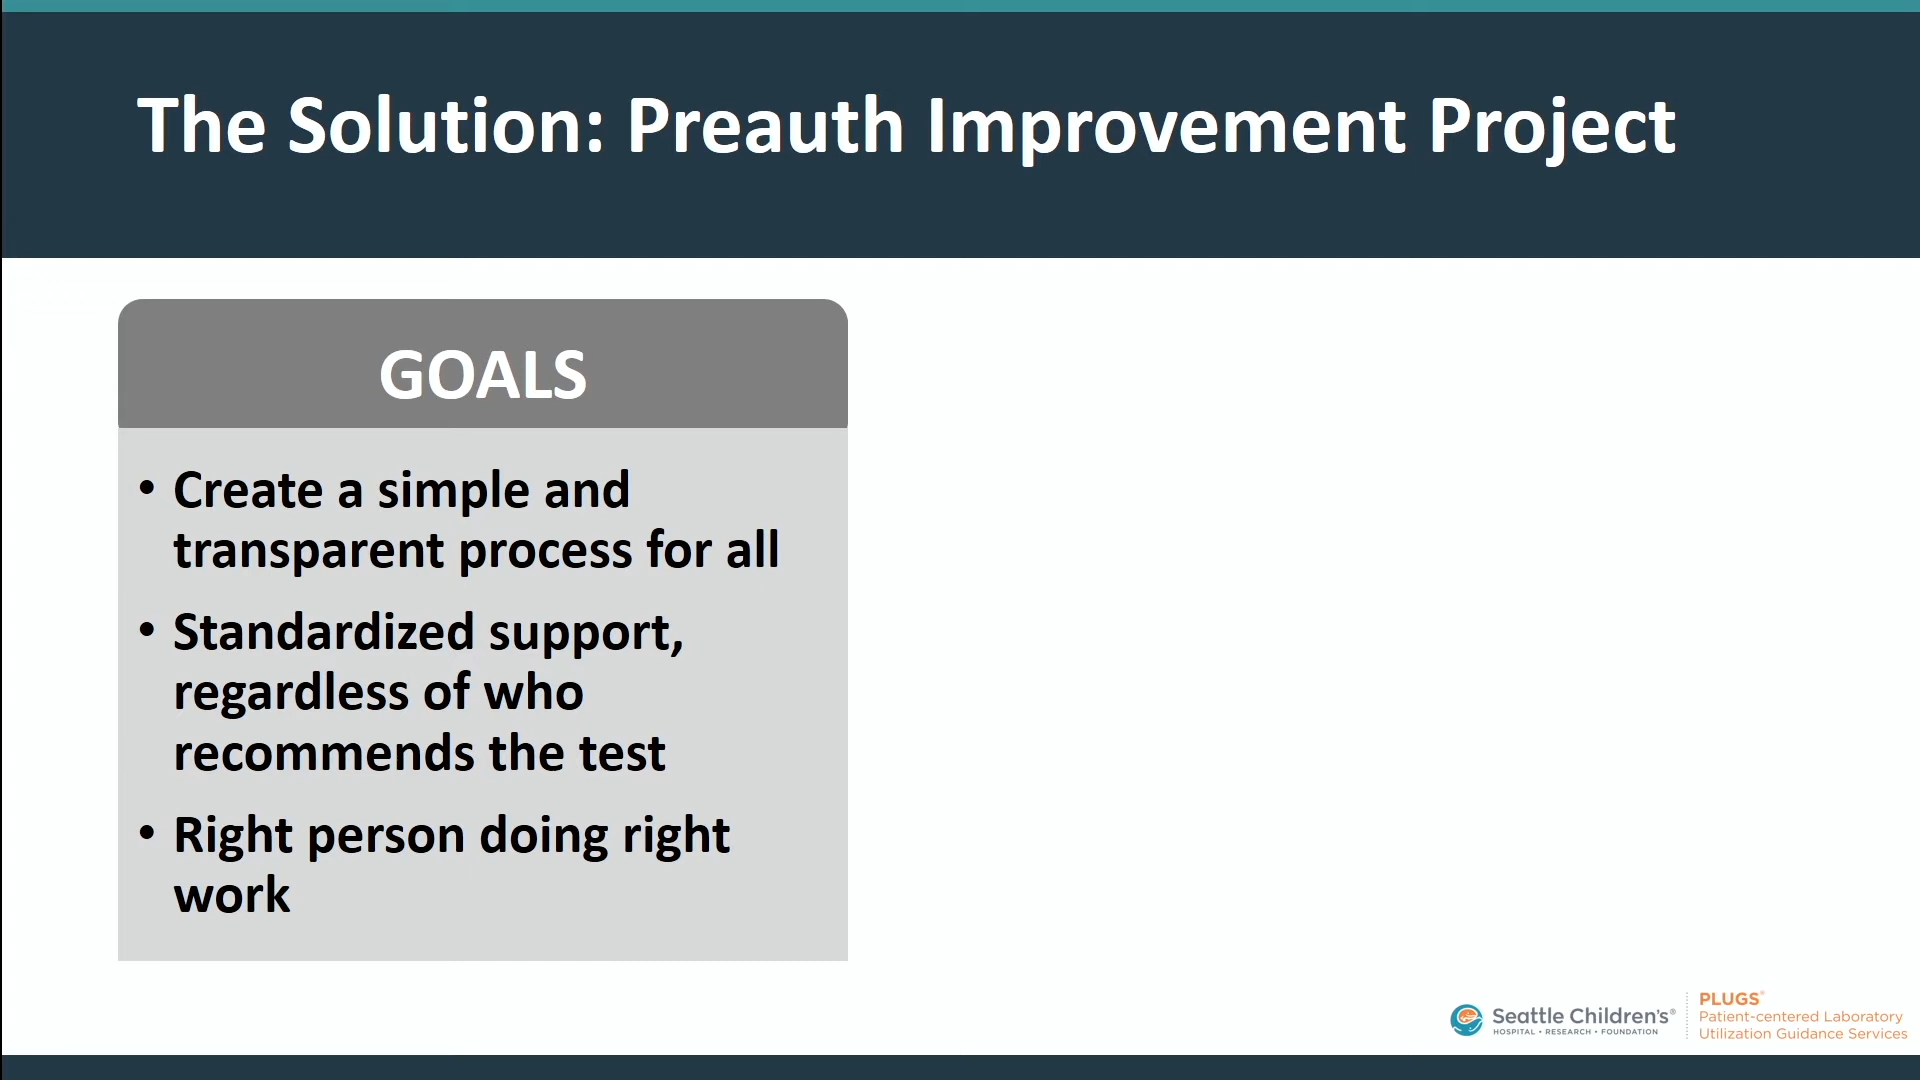 The Solution: Preauth Improvement Project
GOALS
• Create a simple and
transparent process for all
• Standardized support,
regardless of who
recommends the test
• Right person doing right
work
Seattle Children's®
HOSPITAL • RESEARCH • FOUNDATION
PLUGS®
Patient-centered Laboratory
Utilization Guidance Services